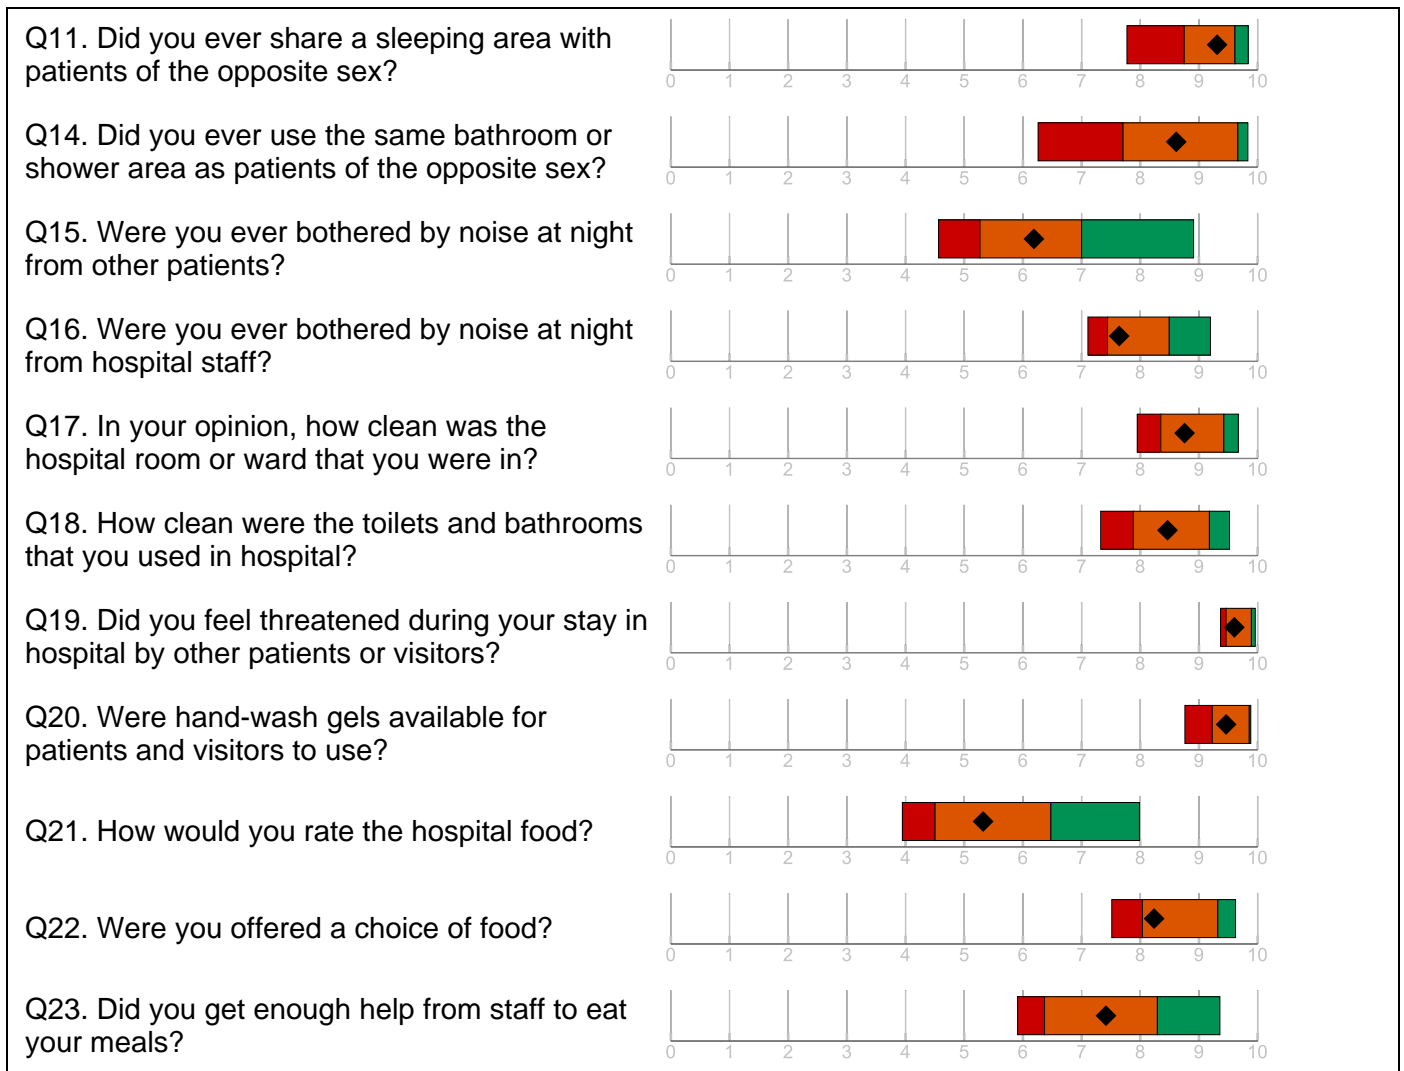 Q11. Did you ever share a sleeping area with
patients of the opposite sex?
0 1 2 3 4 5 6 7 8 9 10
Q14. Did you ever use the same bathroom or
shower area as patients of the opposite sex?
0 1 2 3 4 5 6 7 8 9 10
Q15. Were you ever bothered by noise at night
from other patients?
0 1 2 3 4 5 6 7 8 9 10
Q16. Were you ever bothered by noise at night
from hospital staff?
0 1 2 3 4 5 6 7 8 9 10
Q17. In your opinion, how clean was the
hospital room or ward that you were in?
0 1 2 3 4 5 6 7 8 9 10
Q18. How clean were the toilets and bathrooms
that you used in hospital?
0 1 2 3 4 5 6 7 8 9 10
Q19. Did you feel threatened during your stay in
hospital by other patients or visitors?
0 1 2 3 4 5 6 7 8 9 10
Q20. Were hand-wash gels available for
patients and visitors to use?
0 1 2 3 4 5 6 7 8 9 10
Q21. How would you rate the hospital food?
0 1 2 3 4 5 6 7 8 9 10
Q22. Were you offered a choice of food?
0 1 2 3 4 5 6 7 8 9 10
Q23. Did you get enough help from staff to eat
your meals?
0 1 2 3 4 5 6 7 8 9 10